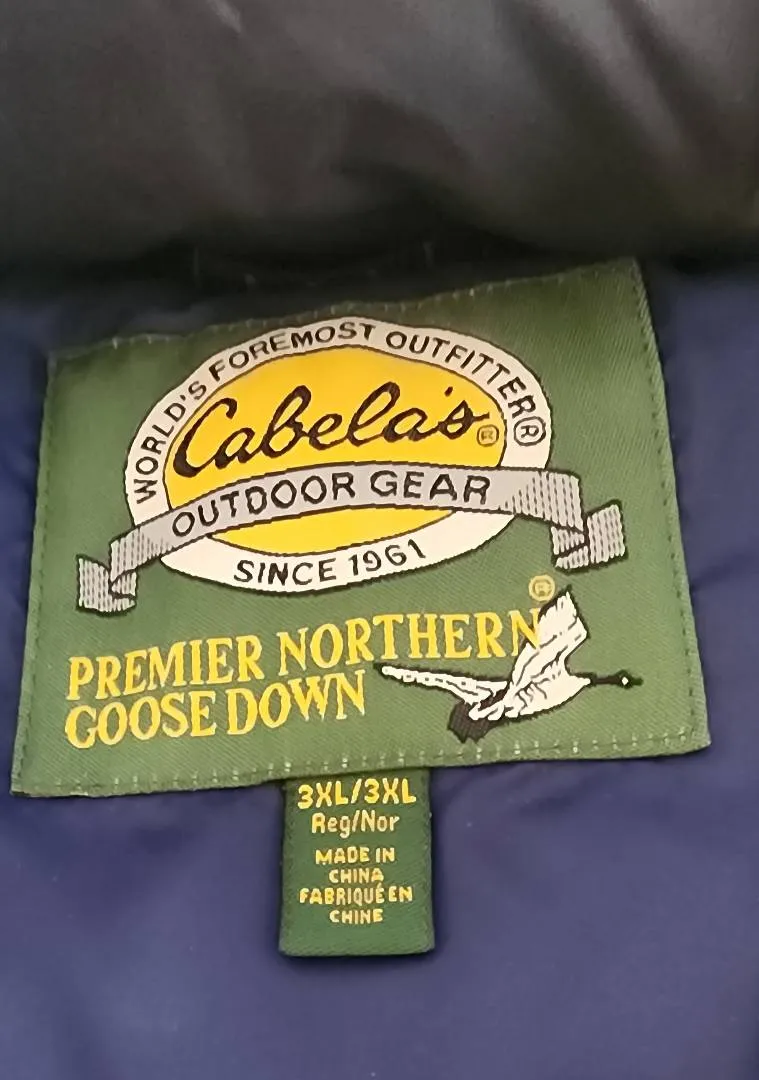 WORLD'S FOREMOST OUTFITTER®
Cabela's®
OUTDOOR GEAR
SINCE 1961
PREMIER NORTHERN®
GOOSE DOWN
3XL/3XL
Reg/Nor
MADE IN
CHINA
FABRIQUÉ EN
CHINE